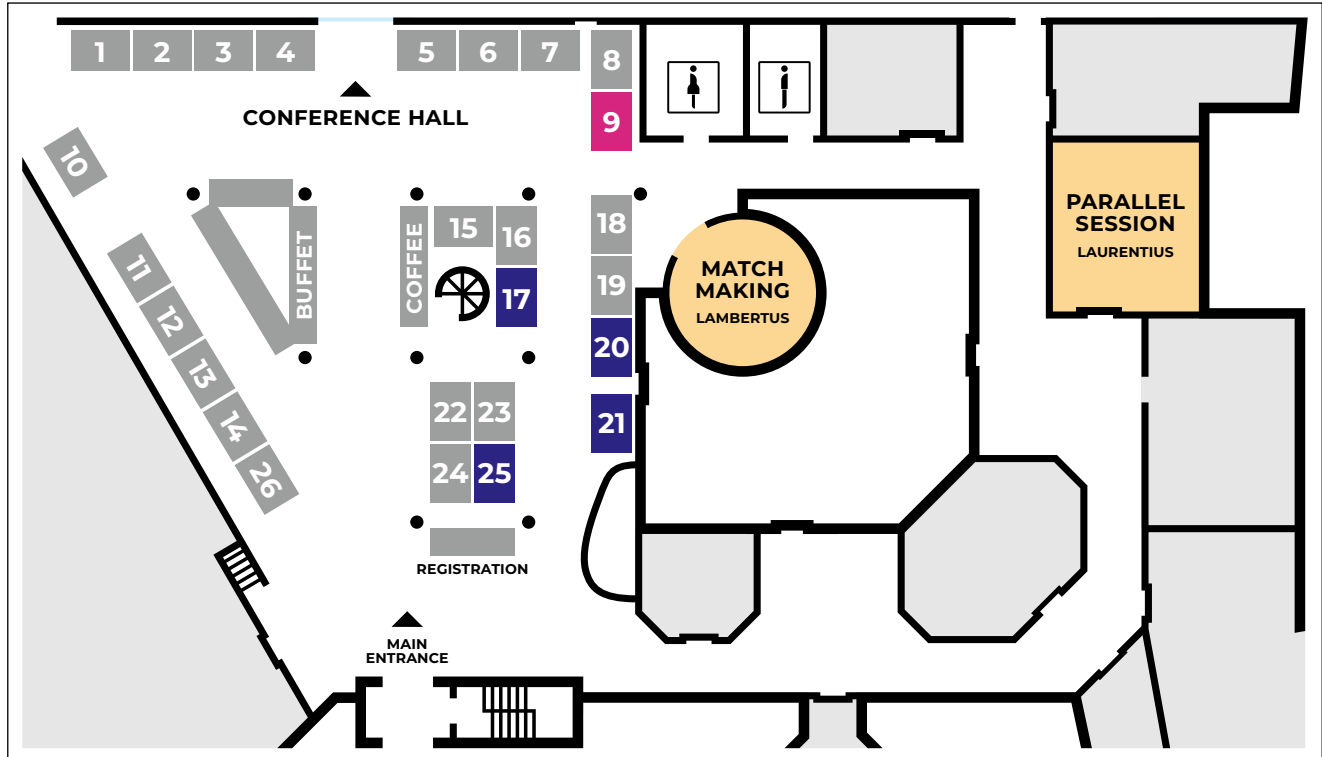 1 2 3 4 5 6 7 8
CONFERENCE HALL
9
10
15
16
18
PARALLEL
SESSION
LAURENTIUS
11
BUFFET
COFFEE
17
19
MATCH
MAKING
LAMBERTUS
12
13
20
14
22 23
21
26
24 25
REGISTRATION
MAIN
ENTRANCE